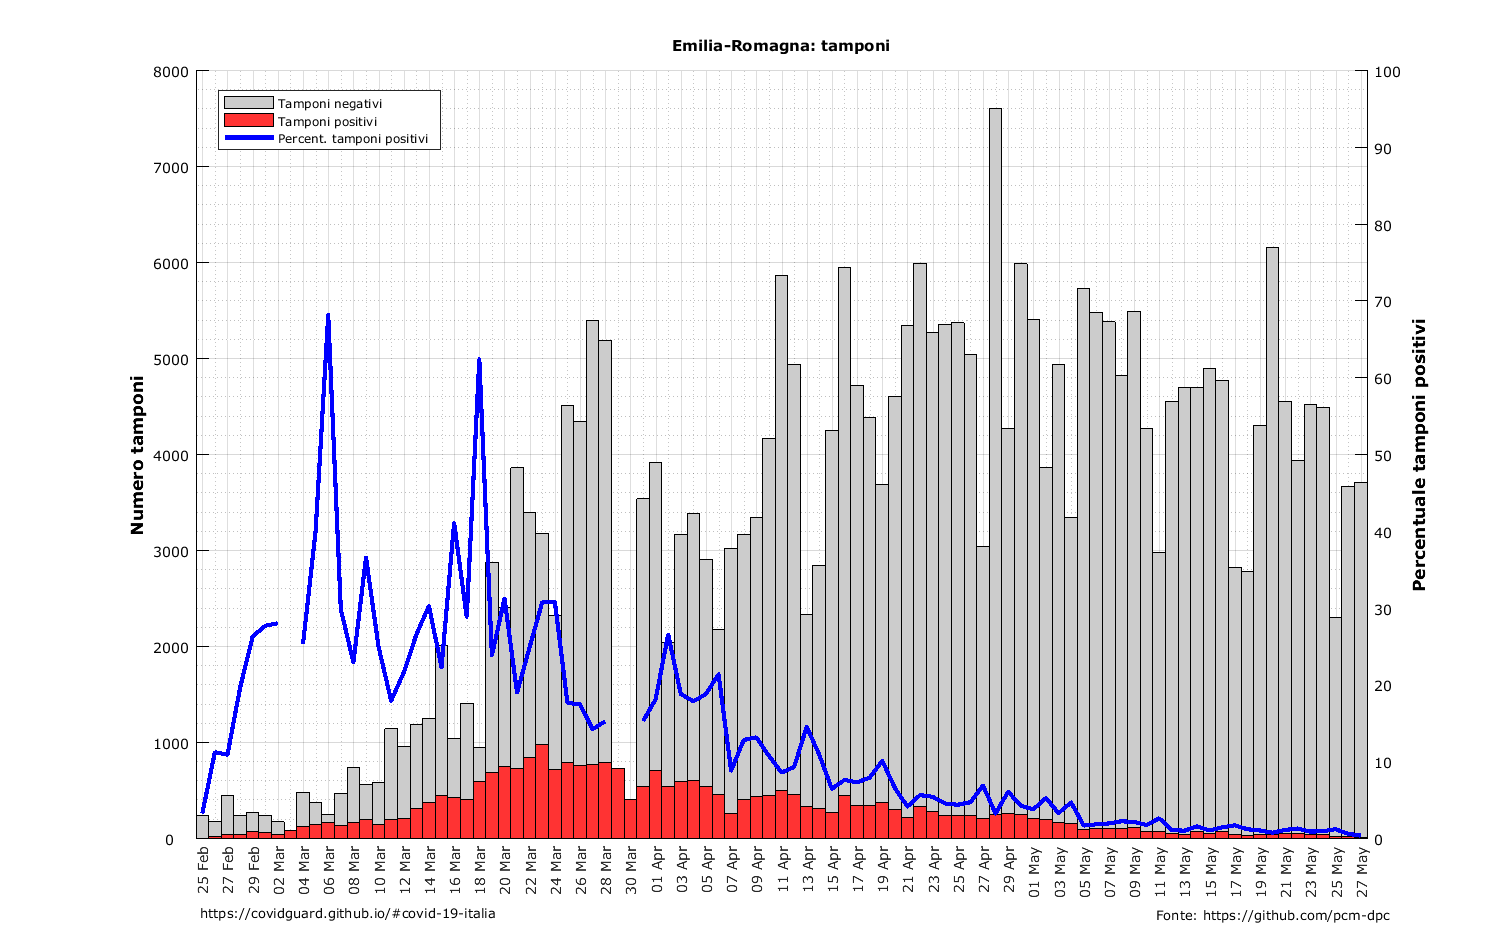 Emilia-Romagna: tamponi
8000
7000
6000
5000
4000
3000
2000
1000
0
Numero tamponi
Tamponi negativi
Tamponi positivi
Percent. tamponi positivi
100
90
80
70
60
50
40
30
20
10
0
Percentuale tamponi positivi
25 Feb
27 Feb
29 Feb
02 Mar
04 Mar
06 Mar
08 Mar
10 Mar
12 Mar
14 Mar
16 Mar
18 Mar
20 Mar
22 Mar
24 Mar
26 Mar
28 Mar
30 Mar
01 Apr
03 Apr
05 Apr
07 Apr
09 Apr
11 Apr
13 Apr
15 Apr
17 Apr
19 Apr
21 Apr
23 Apr
25 Apr
27 Apr
29 Apr
01 May
03 May
05 May
07 May
09 May
11 May
13 May
15 May
17 May
19 May
21 May
23 May
25 May
27 May
https://covidguard.github.io/#covid-19-italia
Fonte: https://github.com/pcm-dpc